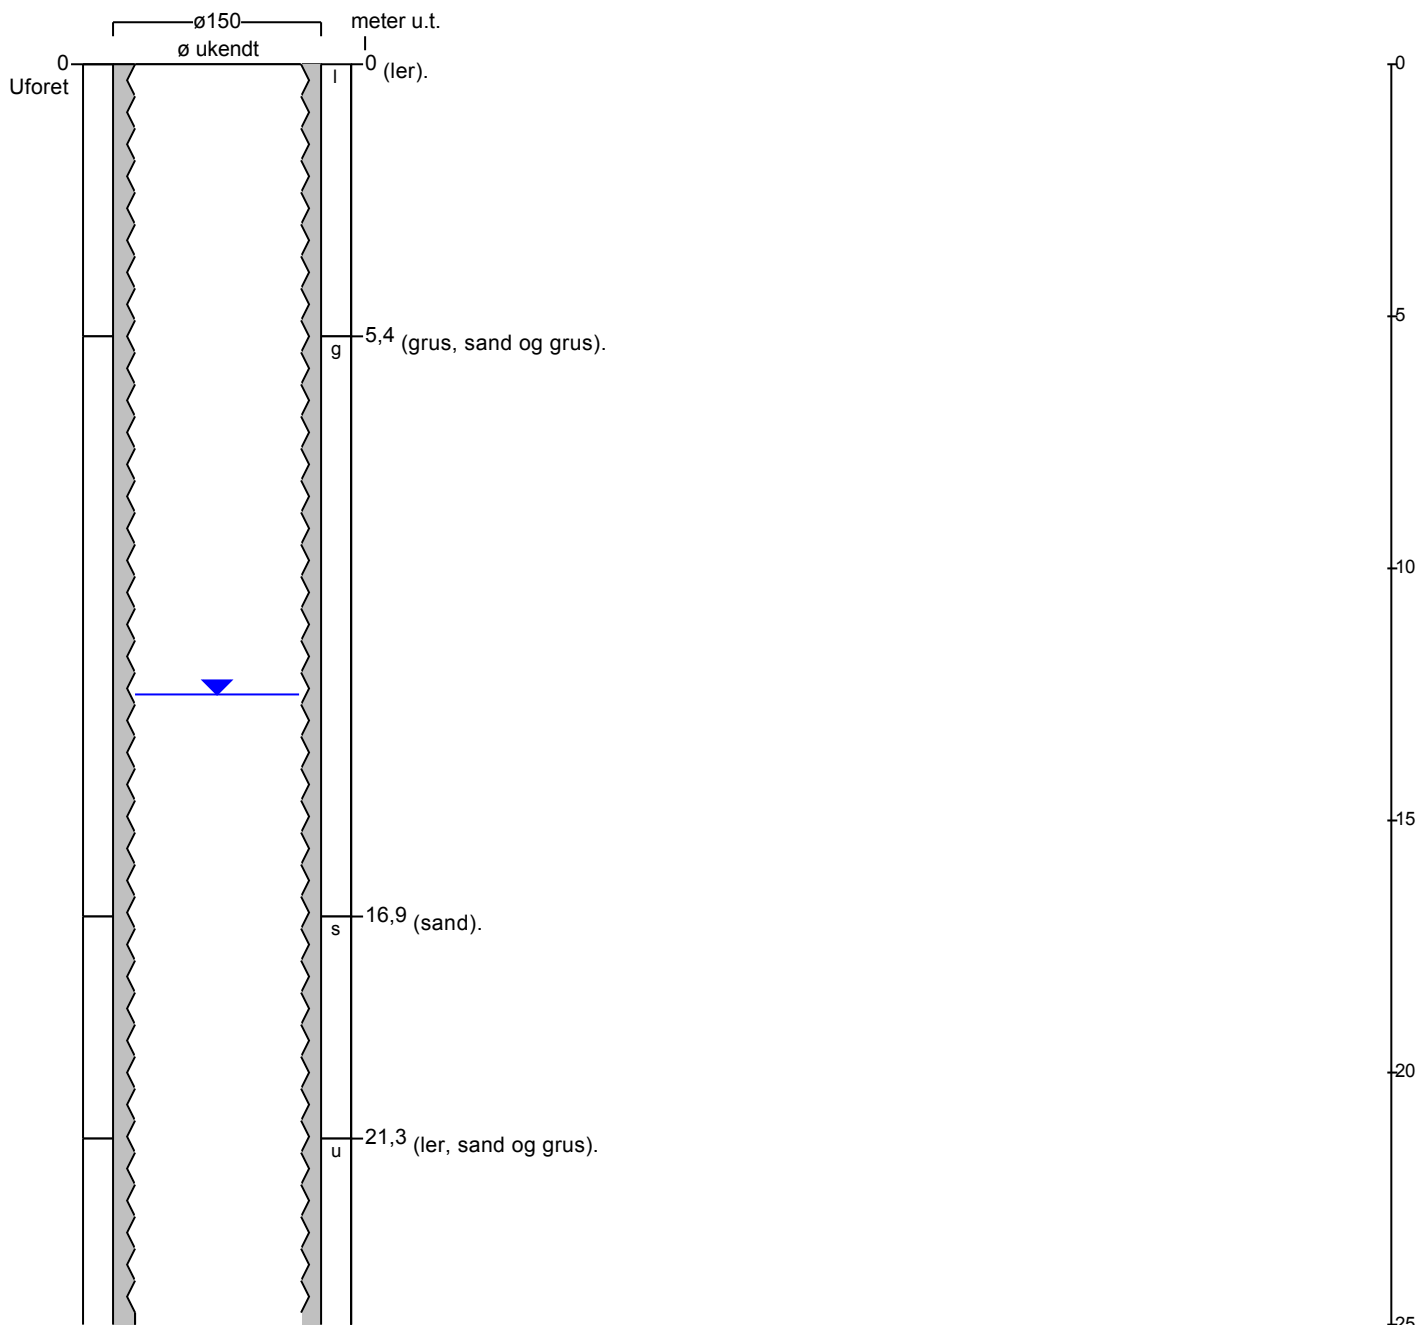 ø150
meter u.t.
ø ukendt
0
0 (ler).
0
Uforet
l
5
5,4 (grus, sand og grus).
g
10
15
16,9 (sand).
s
20
21,3 (ler, sand og grus).
u
25